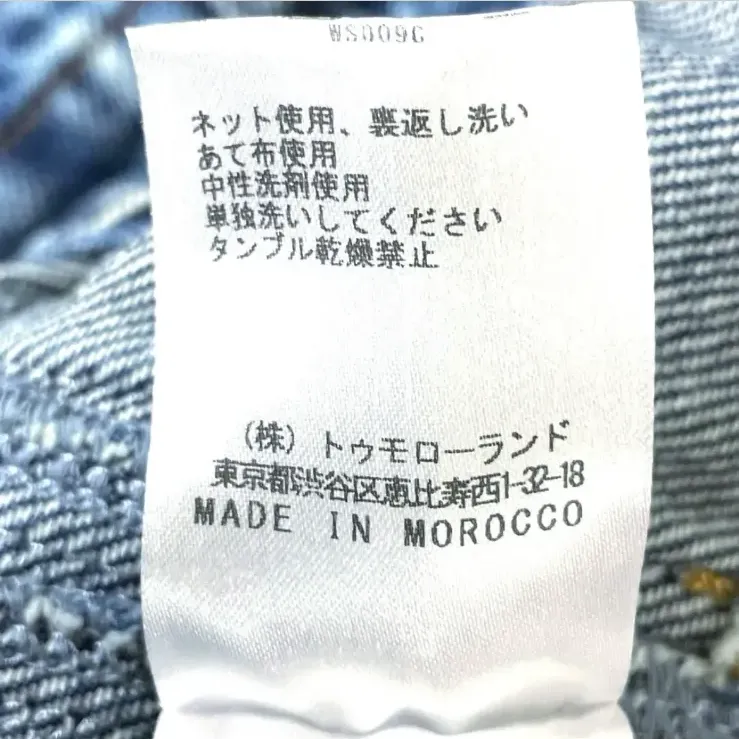 WS009G
ネット使用、裏返し洗い
あて布使用
中性洗剤使用
単独洗いしてください
タンブル乾燥禁止
(株) トゥモローランド
東京都渋谷区恵比寿西1-32-18
MADE IN MOROCCO